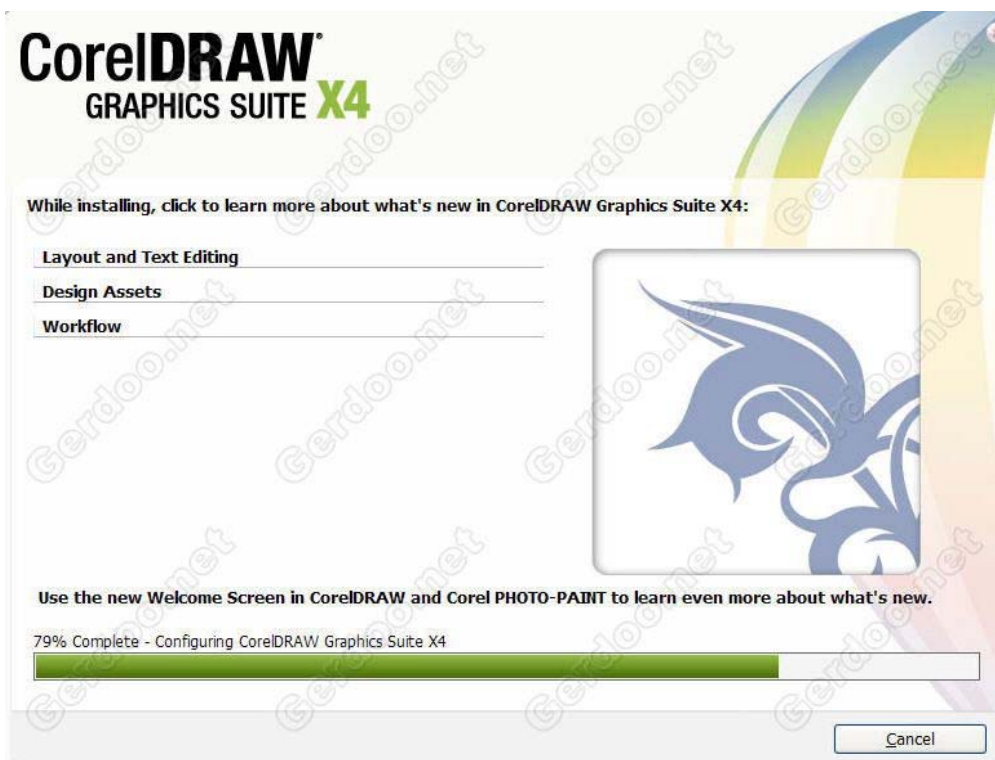 CorelDRAW®
GRAPHICS SUITE X4
While installing, click to learn more about what's new in CorelDRAW Graphics Suite X4:
Layout and Text Editing
Design Assets
Workflow
Use the new Welcome Screen in CorelDRAW and Corel PHOTO-PAINT to learn even more about what's new.
79% Complete - Configuring CorelDRAW Graphics Suite X4
Cancel
Gerdoo.net